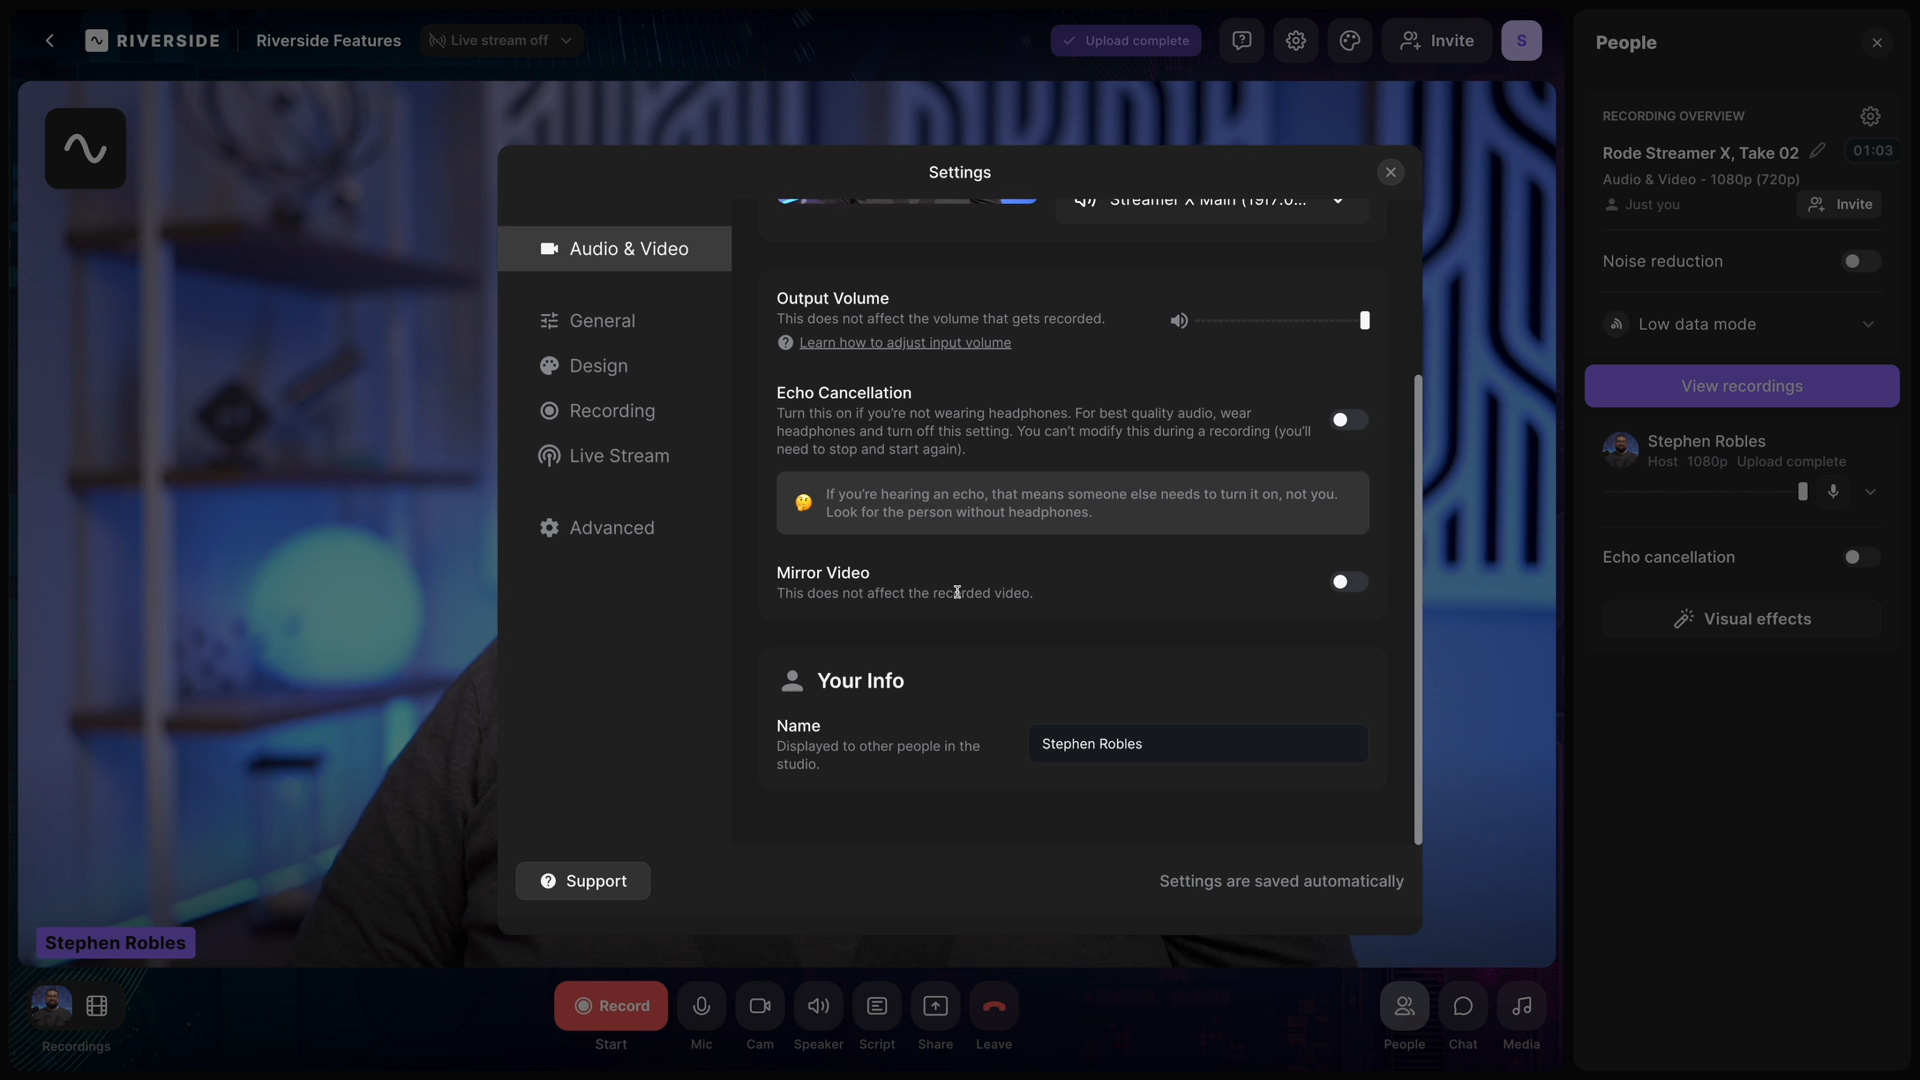 RIVERSIDE
Riverside Features
Live stream off
Upload complete
Invite
S
People
RECORDING OVERVIEW
Rode Streamer X, Take 02
01:03
Audio & Video - 1080p (720p)
Just you
Invite
Noise reduction
Low data mode
View recordings
Stephen Robles
Host 1080p Upload complete
Echo cancellation
Visual effects
Settings
Audio & Video
General
Design
Recording
Live Stream
Advanced
Support
Streamer X Main (19f7:0...
Output Volume
This does not affect the volume that gets recorded.
Learn how to adjust input volume
Echo Cancellation
Turn this on if you’re not wearing headphones. For best quality audio, wear
headphones and turn off this setting. You can’t modify this during a recording (you’ll
need to stop and start again).
If you’re hearing an echo, that means someone else needs to turn it on, not you.
Look for the person without headphones.
Mirror Video
This does not affect the recorded video.
Your Info
Name
Displayed to other people in the
studio.
Stephen Robles
Settings are saved automatically
Stephen Robles
Recordings
Record
Start
Mic
Cam
Speaker
Script
Share
Leave
People
Chat
Media